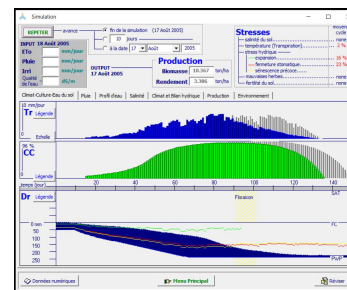 Simulation
REPETER
avance
fin de la simulation (17 Août 2005)
10 jours
à la date 17 Août 2005
INPUT 18 Août 2005
ETo mm/jour
Pluie mm/jour
Irri mm/jour
Qualité de l'eau dS/m
OUTPUT
17 Août 2005
Production
Biomasse 10.367 ton/ha
Rendement 3.386 ton/ha
Stresses
moyen
cycle
salinité du sol none
température (Transpiration) 2 %
stress hydrique
expansion 16 %
fermeture stomatique 23 %
sénescence précoce
mauvaises herbes none
fertilité du sol none
Climat-Culture-Eau du sol Pluie Profil d'eau Salinité Climat et Bilan hydrique Production Environnement
10 mm/jour
Tr Légende
0 Echelle
96 %
CC
Légende
temps (jour) 20 40 60 80 100 120 140
Dr Légende
Floraison
SAT
0 mm FC
50
100
150
200
250 PWP
Données numériques
Menu Principal
Réviser